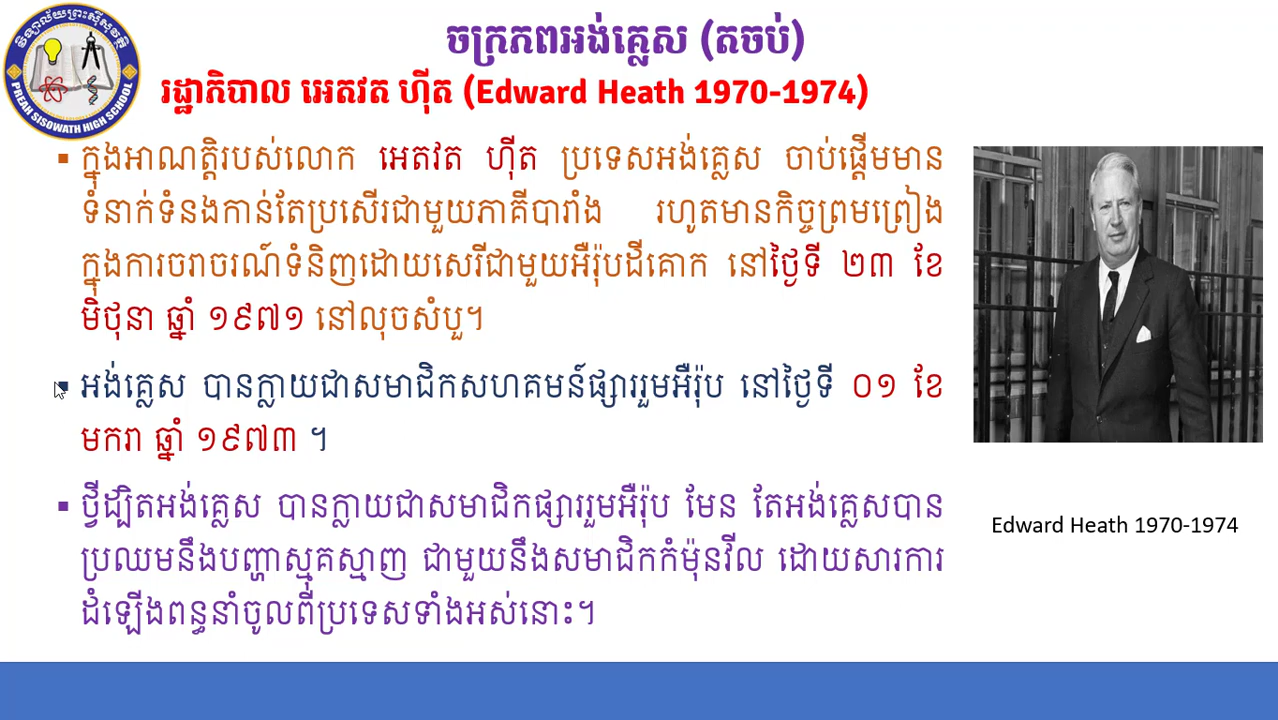 វិទ្យាល័យព្រះស៊ីសុវត្ថិ
PREAH SISOWATH HIGH SCHOOL
ចក្រភពអង់គ្លេស (តចប់)
រដ្ឋាភិបាល អេតវត ហ៊ីត (Edward Heath 1970-1974)
ក្នុងអាណត្តិរបស់លោក អេតវត ហ៊ីត ប្រទេសអង់គ្លេស ចាប់ផ្តើមមាន
ទំនាក់ទំនងកាន់តែប្រសើរជាមួយភាគីបារាំង រហូតមានកិច្ចព្រមព្រៀង
ក្នុងការចរាចរណ៍ទំនិញដោយសេរីជាមួយអឺរ៉ុបដីគោក នៅថ្ងៃទី ២៣ ខែ
មិថុនា ឆ្នាំ ១៩៧១ នៅលុចសំបួ។
អង់គ្លេស បានក្លាយជាសមាជិកសហគមន៍ផ្សាររួមអឺរ៉ុប នៅថ្ងៃទី ០១ ខែ
មករា ឆ្នាំ ១៩៧៣ ។
ថ្វីដ្បិតអង់គ្លេស បានក្លាយជាសមាជិកផ្សាររួមអឺរ៉ុប មែន តែអង់គ្លេសបាន
ប្រឈមនឹងបញ្ហាស្មុគស្មាញ ជាមួយនឹងសមាជិកកំម៉ុនវីល ដោយសារការ
ដំឡើងពន្ធនាំចូលពីប្រទេសទាំងអស់នោះ។
Edward Heath 1970-1974